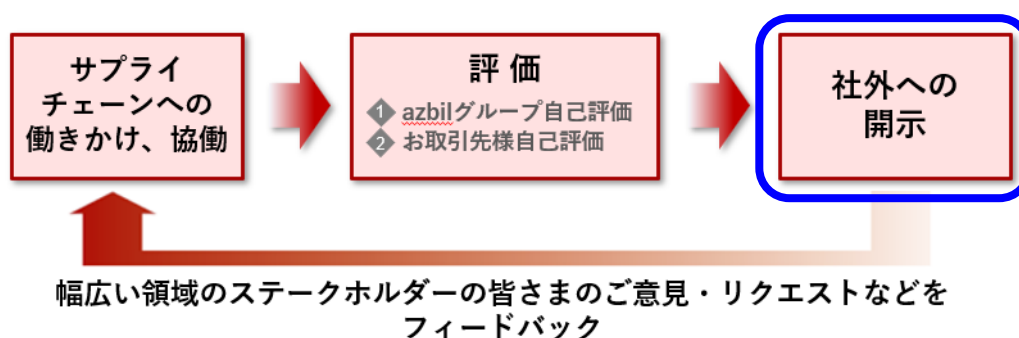 サプライ
チェーンへの
働きかけ、協働
評 価
1 azbilグループ自己評価
2 お取引先様自己評価
社外への
開示
幅広い領域のステークホルダーの皆さまのご意見・リクエストなどを
フィードバック